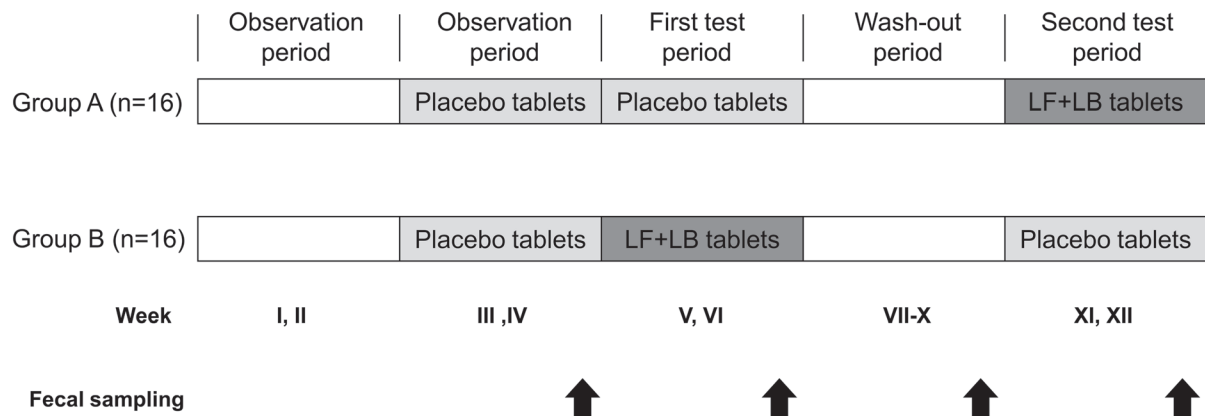 Observation period
Observation period
First test period
Wash-out period
Second test period
Group A (n=16)
Placebo tablets
Placebo tablets
LF+LB tablets
Group B (n=16)
Placebo tablets
LF+LB tablets
Placebo tablets
Week
I, II
III ,IV
V, VI
VII-X
XI, XII
Fecal sampling